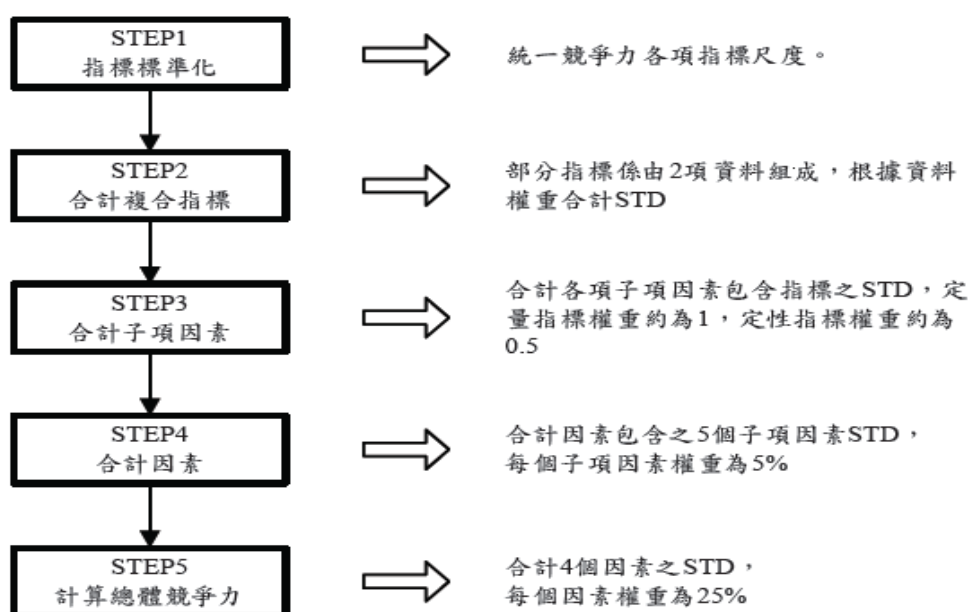 STEP1
指標標準化
統一競爭力各項指標尺度。
STEP2
合計複合指標
部分指標係由2項資料組成，根據資料
權重合計STD
STEP3
合計子項因素
合計各項子項因素包含指標之STD，定
量指標權重約為1，定性指標權重約為
0.5
STEP4
合計因素
合計因素包含之5個子項因素STD，
每個子項因素權重為5%
STEP5
計算總體競爭力
合計4個因素之STD，
每個因素權重為25%